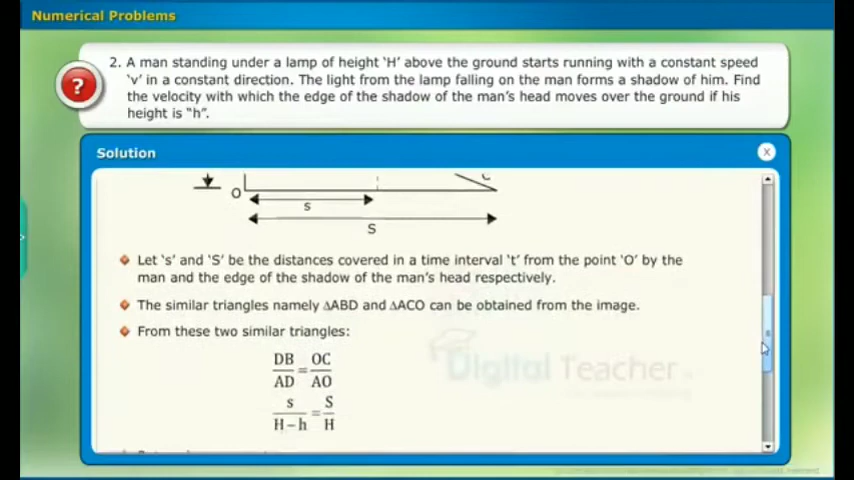 Numerical Problems
2. A man standing under a lamp of height ‘H’ above the ground starts running with a constant speed
‘v’ in a constant direction. The light from the lamp falling on the man forms a shadow of him. Find
the velocity with which the edge of the shadow of the man’s head moves over the ground if his
height is “h”.
?
Solution
X
O
C
s
S
Let ‘s’ and ‘S’ be the distances covered in a time interval ‘t’ from the point ‘O’ by the
man and the edge of the shadow of the man’s head respectively.
The similar triangles namely ∆ABD and ∆ACO can be obtained from the image.
From these two similar triangles:
DB/AD = OC/AO
s/H−h = S/H
Digital Teacher